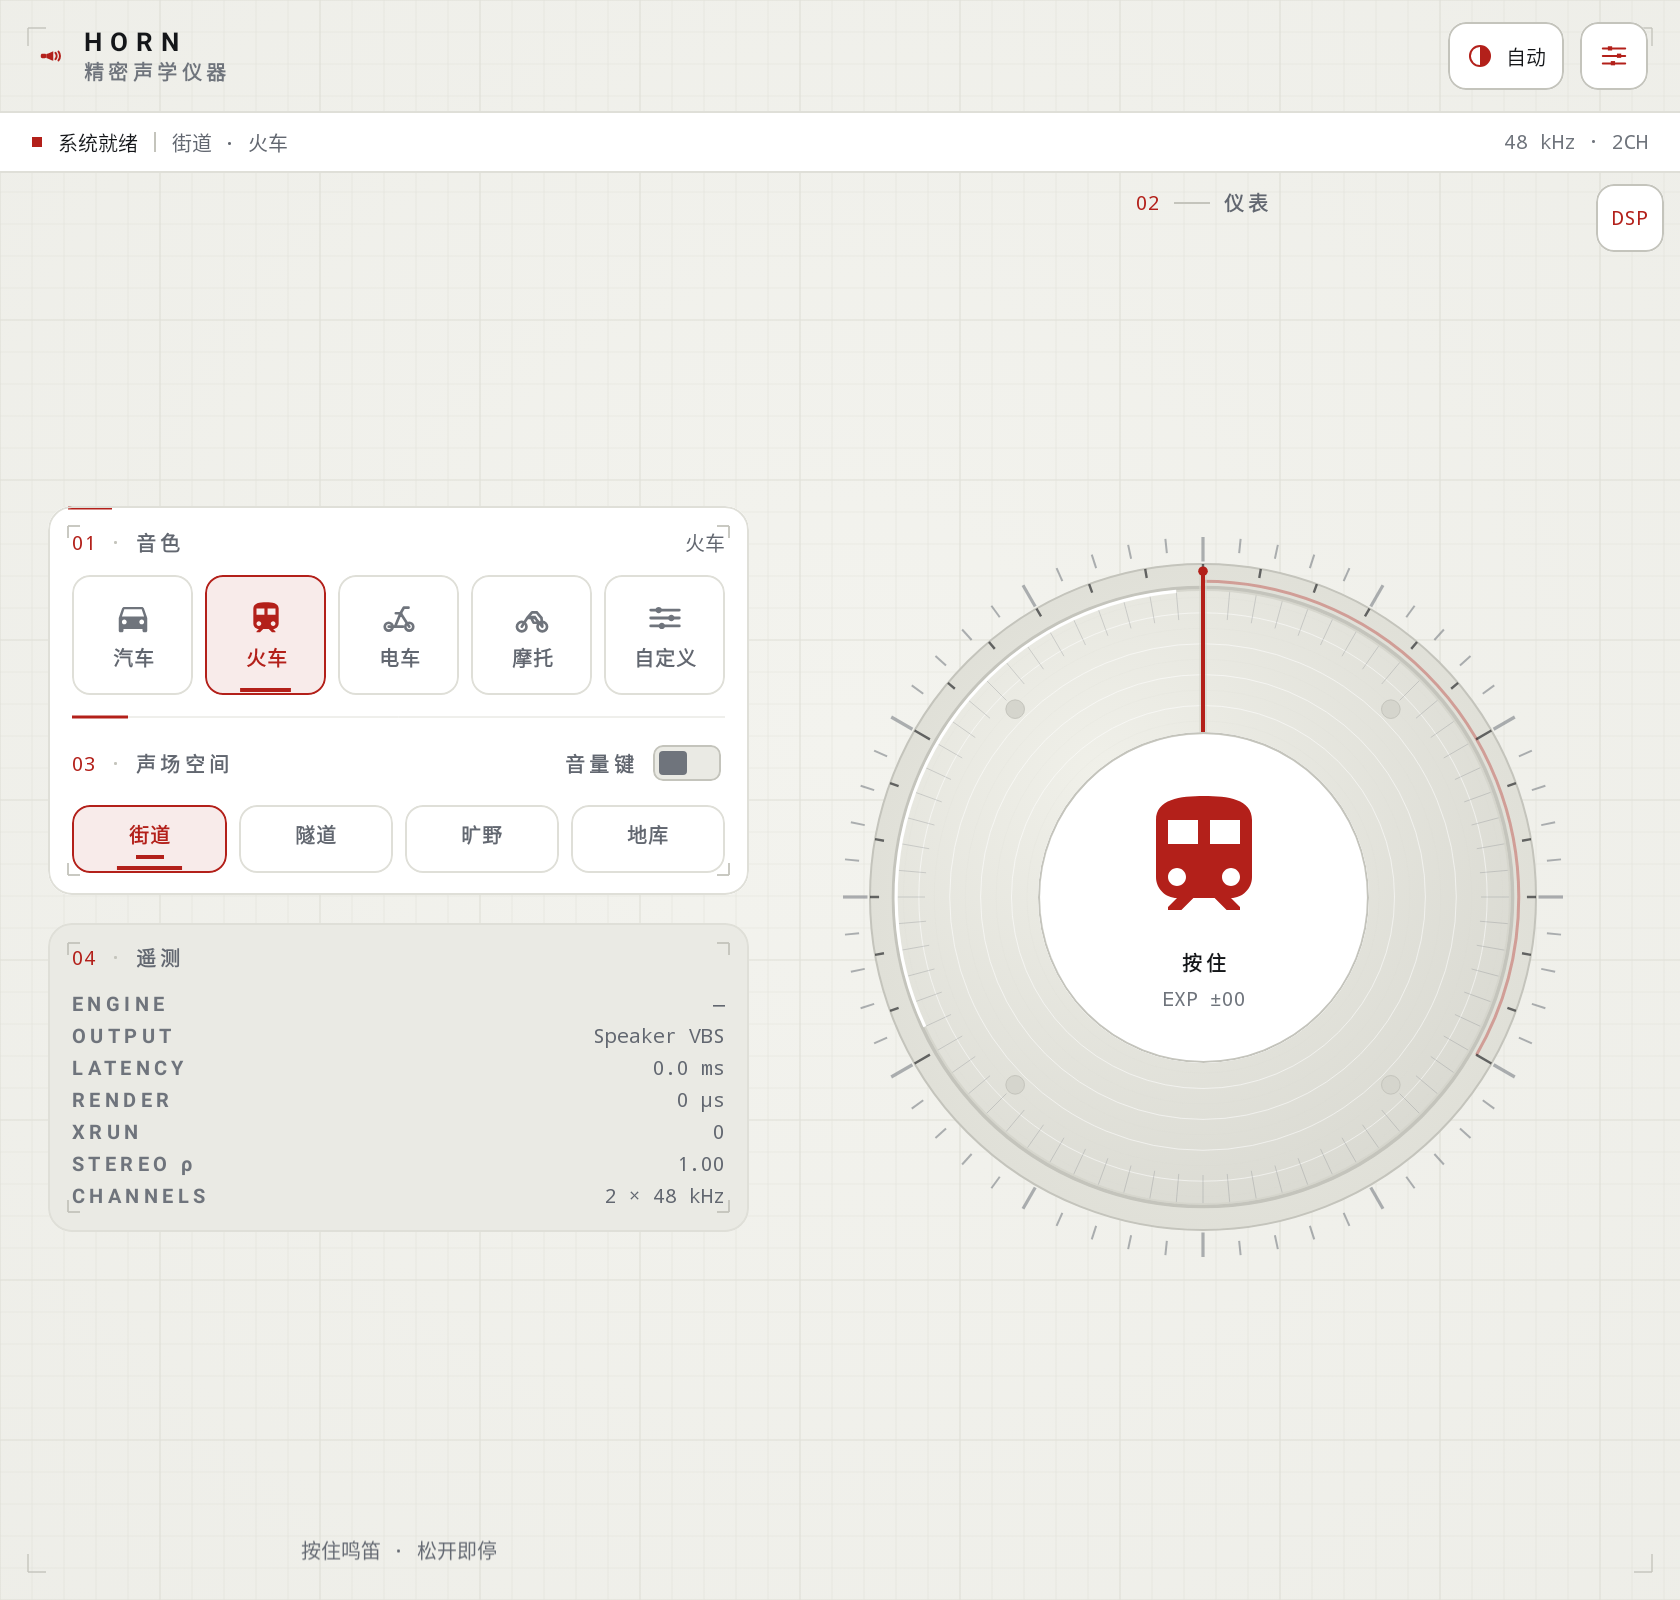 HORN
精密声学仪器
自动
系统就绪 | 街道 · 火车
48 kHz · 2CH
02 — 仪表
DSP
01 · 音色
火车
汽车
火车
电车
摩托
自定义
03 · 声场空间
音量键
街道
隧道
旷野
地库
04 · 遥测
ENGINE —
OUTPUT Speaker VBS
LATENCY 0.0 ms
RENDER 0 µs
XRUN 0
STEREO ρ 1.00
CHANNELS 2 × 48 kHz
按住
EXP ±00
按住鸣笛 · 松开即停